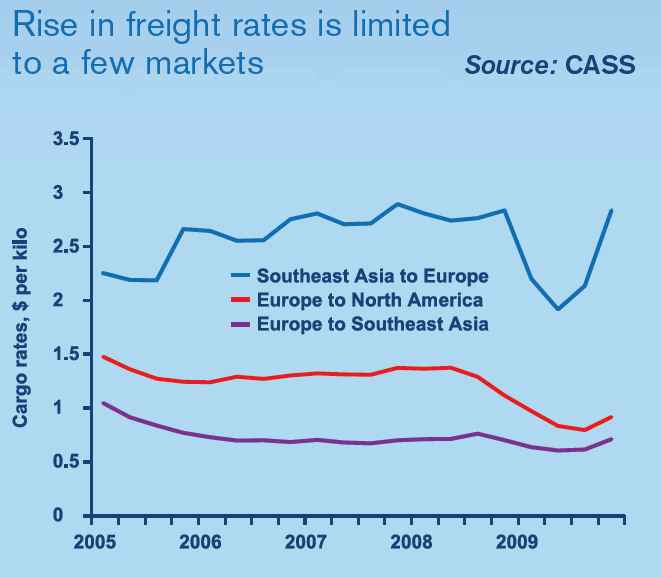 Rise in freight rates is limited
to a few markets
Source: CASS
Cargo rates, $ per kilo
3.5
3
2.5
2
1.5
1
0.5
0
Southeast Asia to Europe
Europe to North America
Europe to Southeast Asia
2005 2006 2007 2008 2009